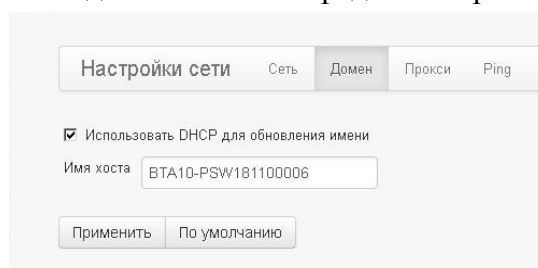 Настройки сети Сеть Домен Прокси Ping
Использовать DHCP для обновления имени
Имя хоста BTA10-PSW181100006
Применить По умолчанию